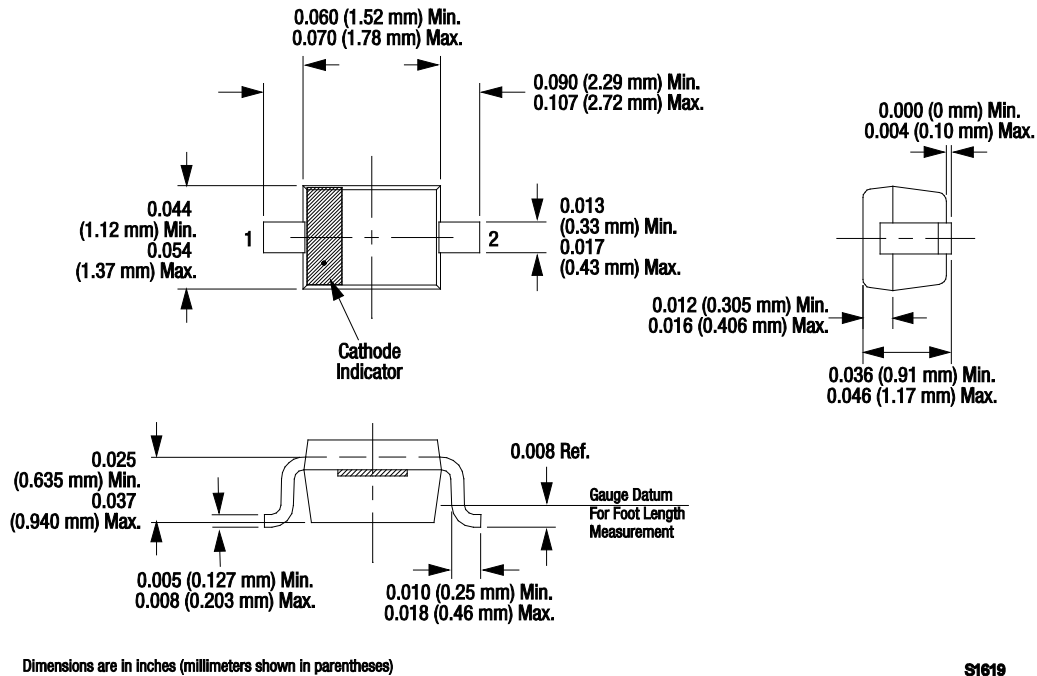 0.060 (1.52 mm) Min.
0.070 (1.78 mm) Max.
0.090 (2.29 mm) Min.
0.107 (2.72 mm) Max.
0.000 (0 mm) Min.
0.004 (0.10 mm) Max.
0.044
(1.12 mm) Min.
0.054
(1.37 mm) Max.
1
2
0.013
(0.33 mm) Min.
0.017
(0.43 mm) Max.
0.012 (0.305 mm) Min.
0.016 (0.406 mm) Max.
Cathode
Indicator
0.036 (0.91 mm) Min.
0.046 (1.17 mm) Max.
0.025
(0.635 mm) Min.
0.037
(0.940 mm) Max.
0.008 Ref.
Gauge Datum
For Foot Length
Measurement
0.005 (0.127 mm) Min.
0.008 (0.203 mm) Max.
0.010 (0.25 mm) Min.
0.018 (0.46 mm) Max.
Dimensions are in inches (millimeters shown in parentheses)
S1619